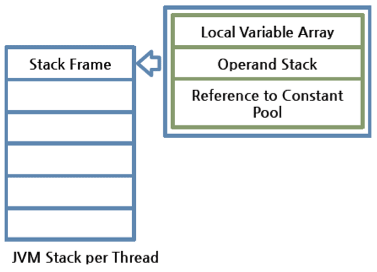 Local Variable Array
Stack Frame
Operand Stack
Reference to Constant
Pool
JVM Stack per Thread